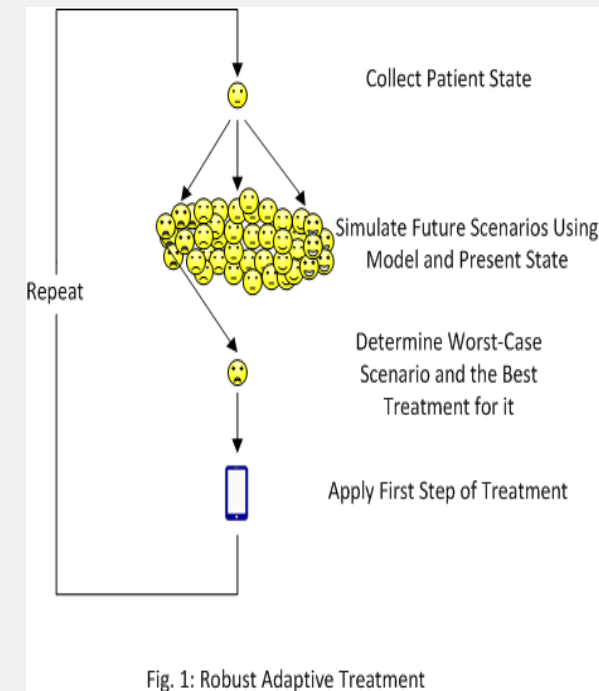 Collect Patient State
Simulate Future Scenarios Using
Model and Present State
Repeat
Determine Worst-Case
Scenario and the Best
Treatment for it
Apply First Step of Treatment
Fig. 1: Robust Adaptive Treatment